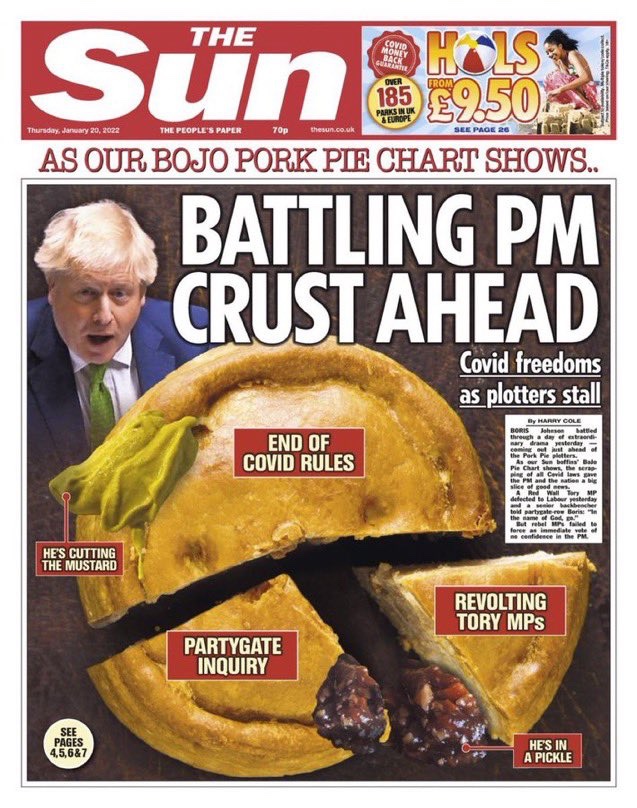 THE
Sun
Thursday, January 20, 2022
THE PEOPLE'S PAPER
70p
thesun.co.uk
COVID
MONEY
BACK
GUARANTEE
OVER
185
PARKS IN UK
& EUROPE
HOLS
FROM
£9.50
SEE PAGE 26
AS OUR BOJO PORK PIE CHART SHOWS..
BATTLING PM
CRUST AHEAD
Covid freedoms
as plotters stall
By HARRY COLE
BORIS Johnson battled
through a day of extraordi-
nary drama yesterday —
coming out just ahead of
the Pork Pie plotters.
As our Sun boffins' BoJo
Pie Chart shows, the scrap-
ping of all Covid laws gave
the PM and the nation a big
slice of good news.
A Red Wall Tory MP
defected to Labour yesterday
and a senior backbencher
told partygate-row Boris: "In
the name of God, go."
But rebel MPs failed to
force an immediate vote of
no confidence in the PM.
END OF
COVID RULES
HE'S CUTTING
THE MUSTARD
REVOLTING
TORY MPs
PARTYGATE
INQUIRY
SEE
PAGES
4,5,6&7
HE'S IN
A PICKLE